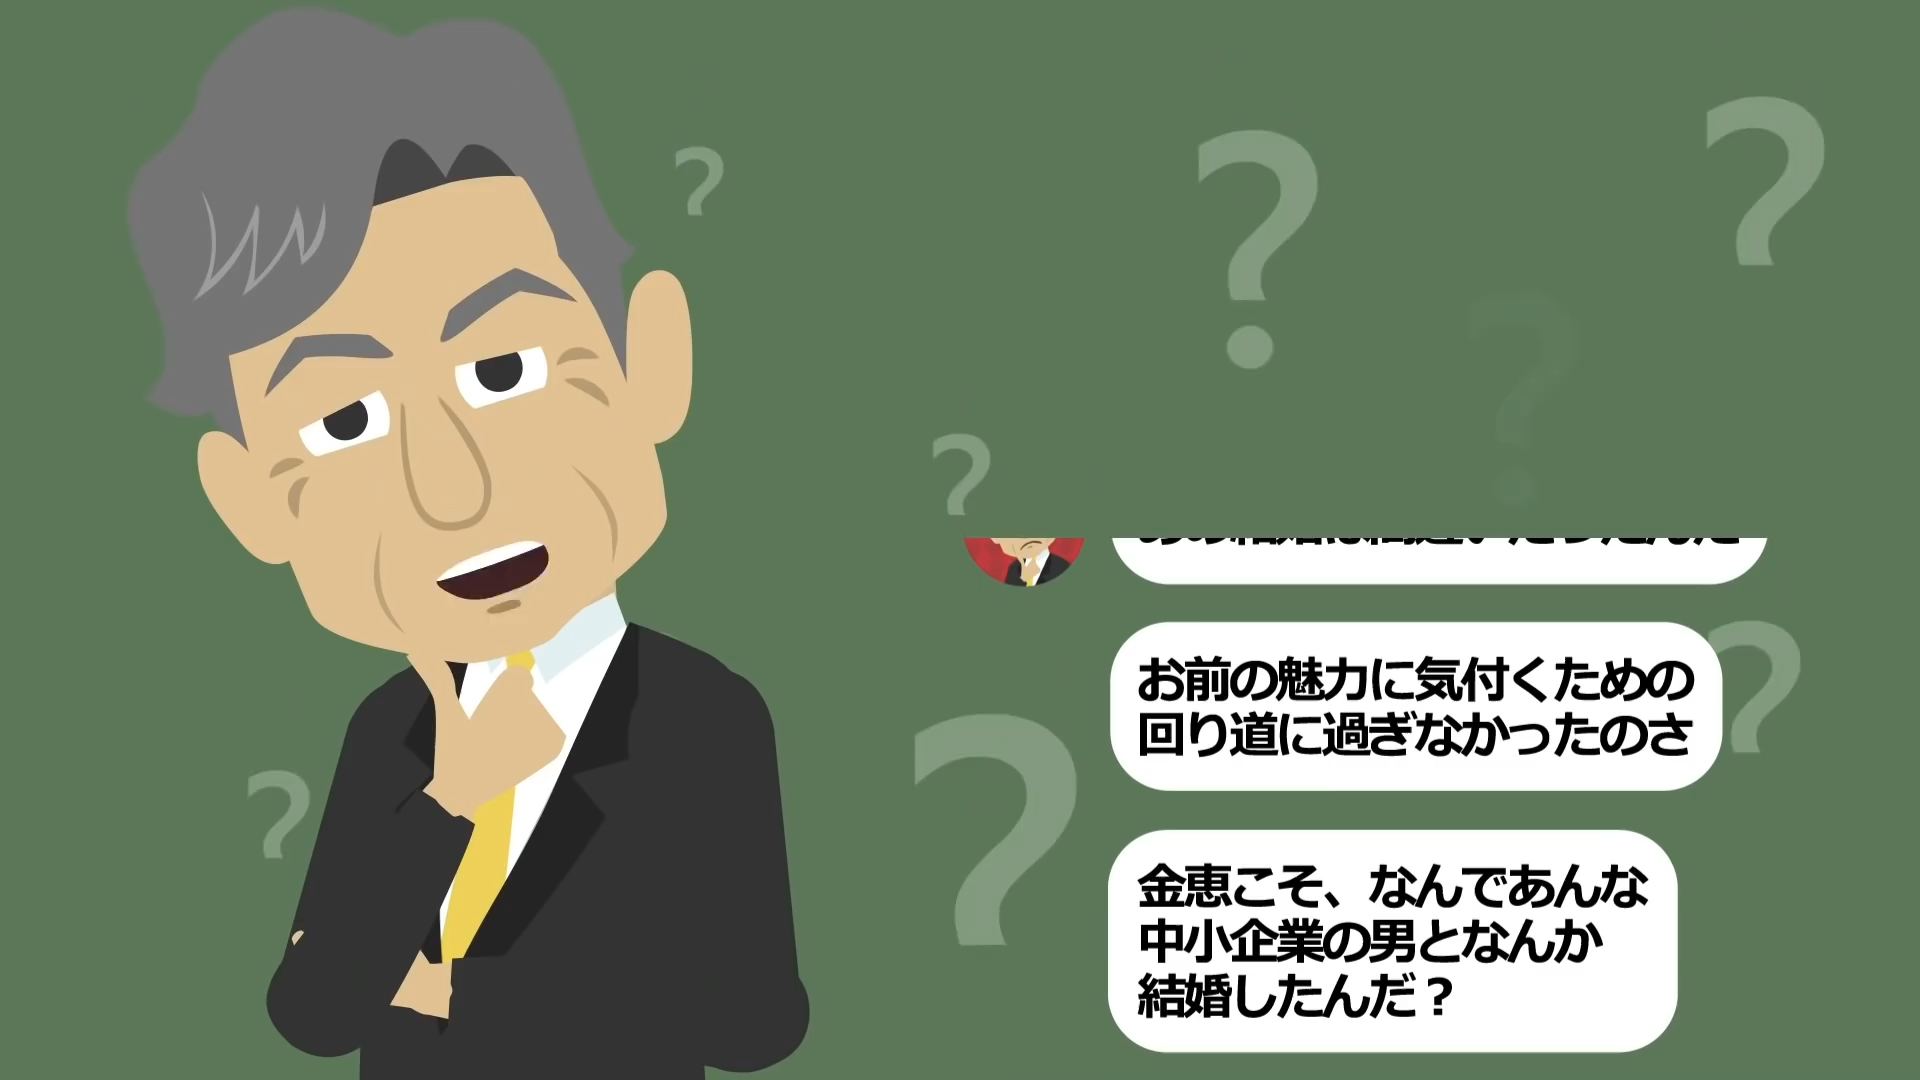 お前の魅力に気付くための
回り道に過ぎなかったのさ
金恵こそ、なんであんな
中小企業の男となんか
結婚したんだ？